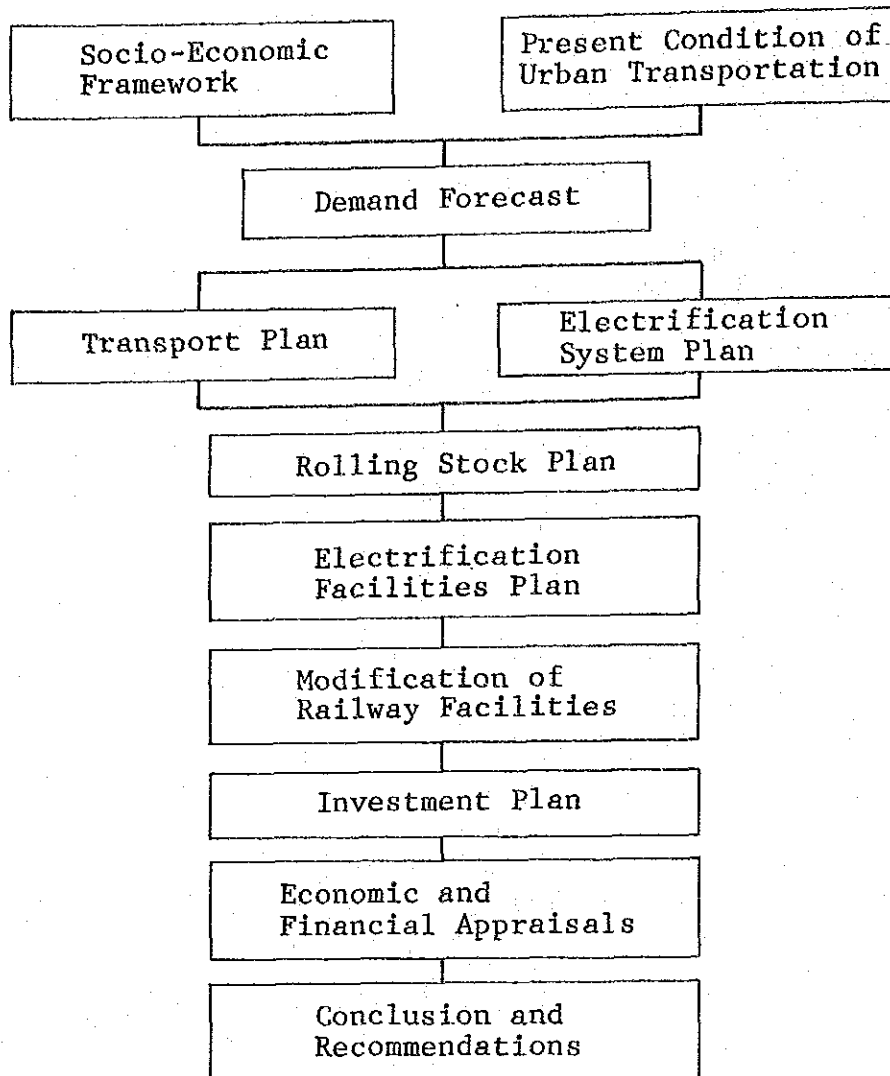 Socio-Economic
Framework
Present Condition of
Urban Transportation
Demand Forecast
Transport Plan
Electrification
System Plan
Rolling Stock Plan
Electrification
Facilities Plan
Modification of
Railway Facilities
Investment Plan
Economic and
Financial Appraisals
Conclusion and
Recommendations